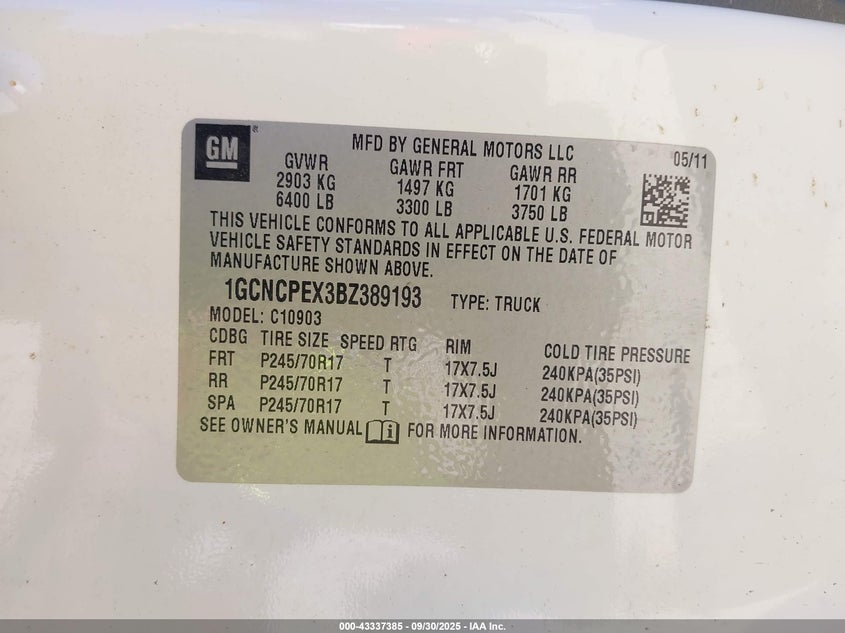 GM
®
MFD BY GENERAL MOTORS LLC
05/11
GVWR GAWR FRT GAWR RR
2903 KG 1497 KG 1701 KG
6400 LB 3300 LB 3750 LB
THIS VEHICLE CONFORMS TO ALL APPLICABLE U.S. FEDERAL MOTOR
VEHICLE SAFETY STANDARDS IN EFFECT ON THE DATE OF
MANUFACTURE SHOWN ABOVE.
1GCNCPEX3BZ389193 TYPE: TRUCK
MODEL: C10903
CDBG TIRE SIZE SPEED RTG RIM COLD TIRE PRESSURE
FRT P245/70R17 T 17X7.5J 240KPA(35PSI)
RR P245/70R17 T 17X7.5J 240KPA(35PSI)
SPA P245/70R17 T 17X7.5J 240KPA(35PSI)
SEE OWNER'S MANUAL FOR MORE INFORMATION.
000-43337385 - 09/30/2025 - IAA Inc.